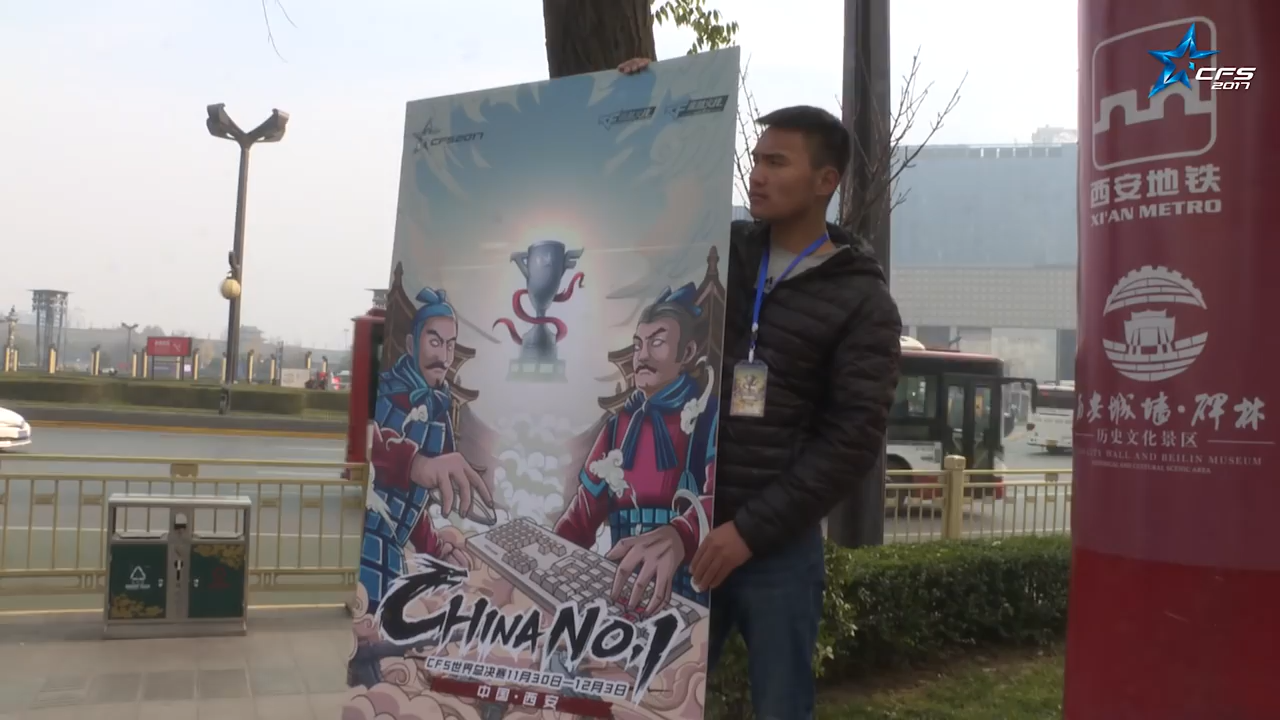 CFS2017
CHINA NO.1
CFS世界总决赛11月30日—12月3日
中国·西安
CFS
2017
西安地铁
XI'AN METRO
西安城墙·碑林
历史文化景区
CITY WALL AND BEILIN MUSEUM
HISTORICAL AND CULTURAL SCENIC AREA